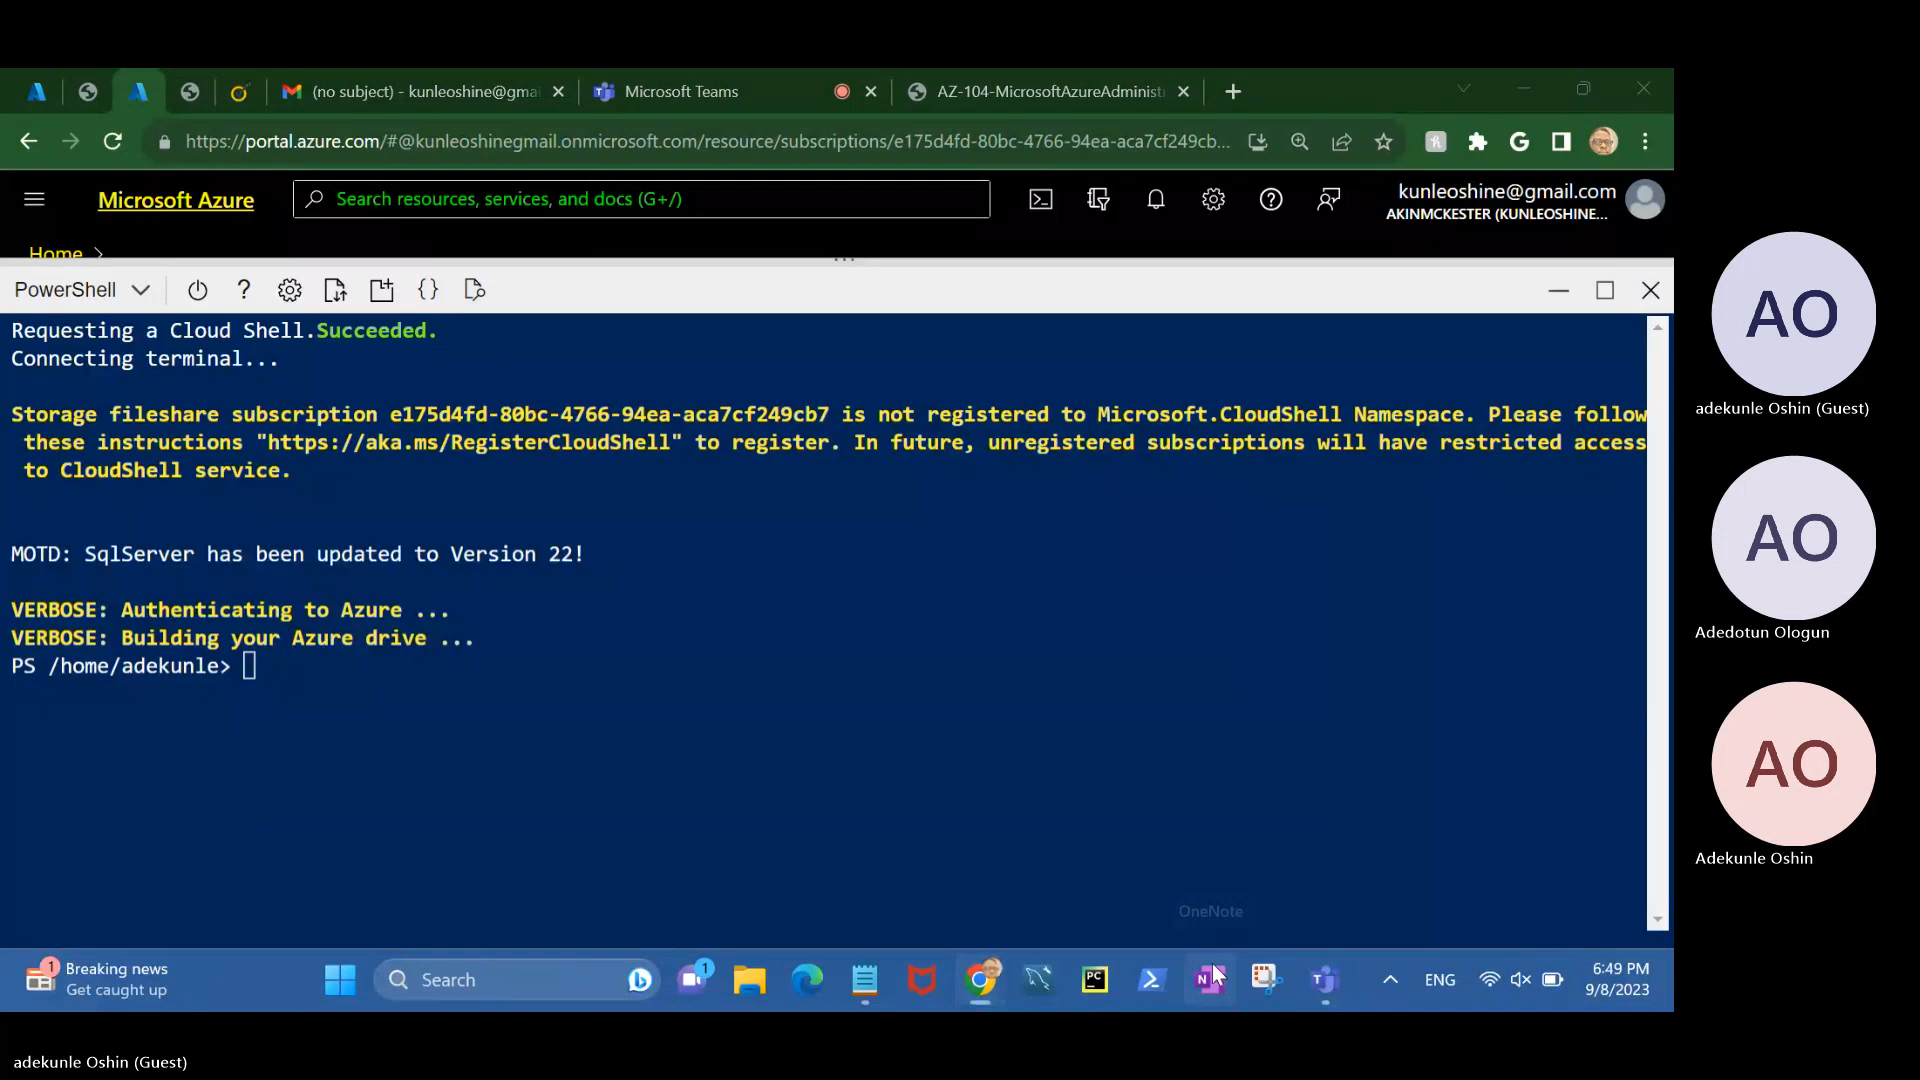 (no subject) - kunleoshine@gma
Microsoft Teams
AZ-104-MicrosoftAzureAdministr
https://portal.azure.com/#@kunleoshinegmail.onmicrosoft.com/resource/subscriptions/e175d4fd-80bc-4766-94ea-aca7cf249cb...
Microsoft Azure
Search resources, services, and docs (G+/)
kunleoshine@gmail.com
AKINMCKESTER (KUNLEOSHINE...
Home >
PowerShell
Requesting a Cloud Shell.Succeeded.
Connecting terminal...
Storage fileshare subscription e175d4fd-80bc-4766-94ea-aca7cf249cb7 is not registered to Microsoft.CloudShell Namespace. Please follow
these instructions "https://aka.ms/RegisterCloudShell" to register. In future, unregistered subscriptions will have restricted access
to CloudShell service.
MOTD: SqlServer has been updated to Version 22!
VERBOSE: Authenticating to Azure ...
VERBOSE: Building your Azure drive ...
PS /home/adekunle>
OneNote
1
Breaking news
Get caught up
Search
1
PC
N
T
ENG
6:49 PM
9/8/2023
AO
adekunle Oshin (Guest)
AO
Adedotun Ologun
AO
Adekunle Oshin
adekunle Oshin (Guest)